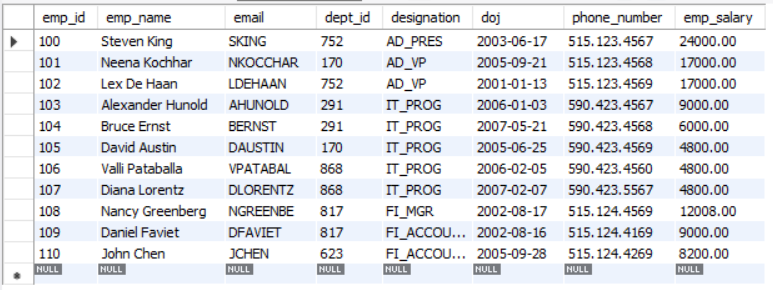 emp_id emp_name email dept_id designation doj phone_number emp_salary
100 Steven King SKING 752 AD_PRES 2003-06-17 515.123.4567 24000.00
101 Neena Kochhar NKOCCHAR 170 AD_VP 2005-09-21 515.123.4568 17000.00
102 Lex De Haan LDEHAAN 752 AD_VP 2001-01-13 515.123.4569 17000.00
103 Alexander Hunold AHUNOLD 291 IT_PROG 2006-01-03 590.423.4567 9000.00
104 Bruce Ernst BERNST 291 IT_PROG 2007-05-21 590.423.4568 6000.00
105 David Austin DAUSTIN 170 IT_PROG 2005-06-25 590.423.4569 4800.00
106 Valli Pataballa VPATABAL 868 IT_PROG 2006-02-05 590.423.4560 4800.00
107 Diana Lorentz DLORENTZ 868 IT_PROG 2007-02-07 590.423.5567 4800.00
108 Nancy Greenberg NGREENBE 817 FI_MGR 2002-08-17 515.124.4569 12008.00
109 Daniel Faviet DFAVIET 817 FI_ACCOU... 2002-08-16 515.124.4169 9000.00
110 John Chen JCHEN 623 FI_ACCOU... 2005-09-28 515.124.4269 8200.00
NULL NULL NULL NULL NULL NULL NULL NULL